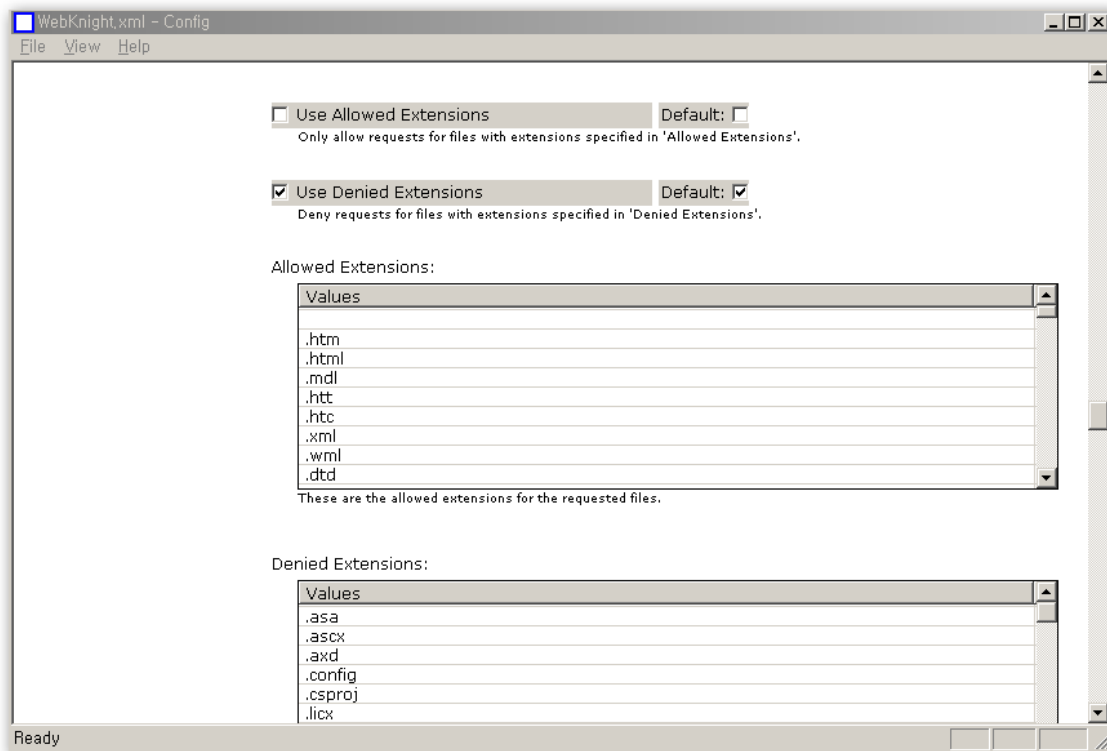 WebKnight.xml - Config
File View Help
Use Allowed Extensions Default:
Only allow requests for files with extensions specified in 'Allowed Extensions'.
Use Denied Extensions Default:
Deny requests for files with extensions specified in 'Denied Extensions'.
Allowed Extensions:
Values
.htm
.html
.mdl
.htt
.htc
.xml
.wml
.dtd
These are the allowed extensions for the requested files.
Denied Extensions:
Values
.asa
.ascx
.axd
.config
.csproj
.licx
Ready